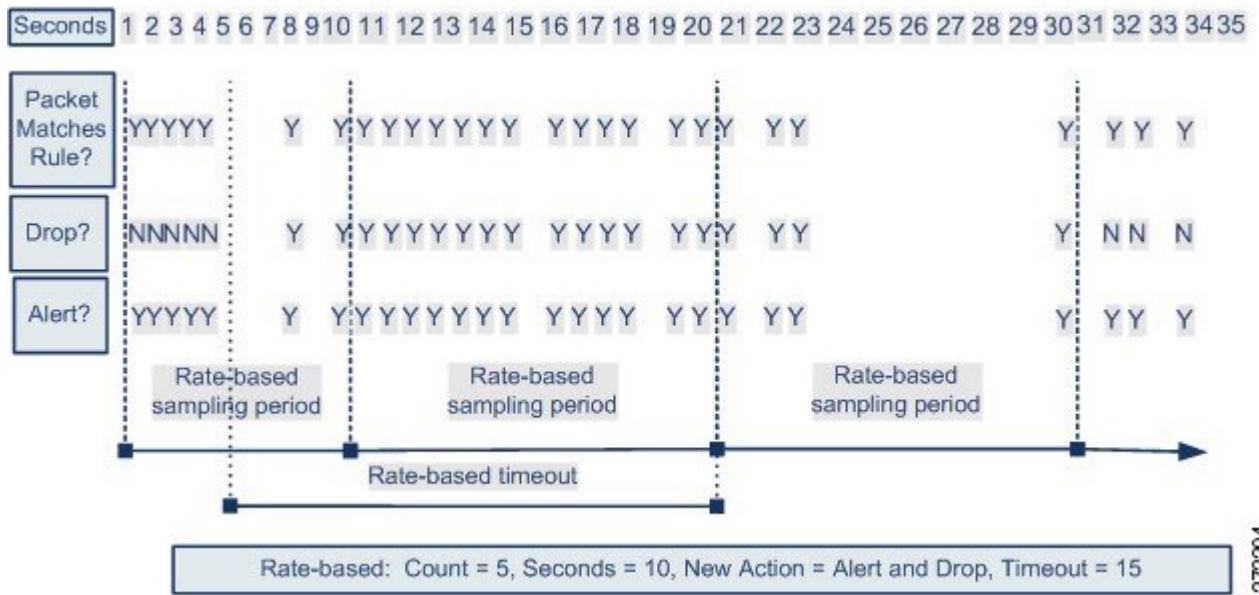 Seconds 1 2 3 4 5 6 7 8 9 10 11 12 13 14 15 16 17 18 19 20 21 22 23 24 25 26 27 28 29 30 31 32 33 34 35
Packet
Matches
Rule?
YYYYY Y Y Y Y Y Y Y Y Y Y Y Y Y Y Y Y Y Y Y Y Y Y
Drop?
NNNNN Y Y Y Y Y Y Y Y Y Y Y Y Y Y Y Y Y Y Y N N N
Alert?
YYYYY Y Y Y Y Y Y Y Y Y Y Y Y Y Y Y Y Y Y Y Y Y Y
Rate-based
sampling period
Rate-based
sampling period
Rate-based
sampling period
Rate-based timeout
Rate-based: Count = 5, Seconds = 10, New Action = Alert and Drop, Timeout = 15